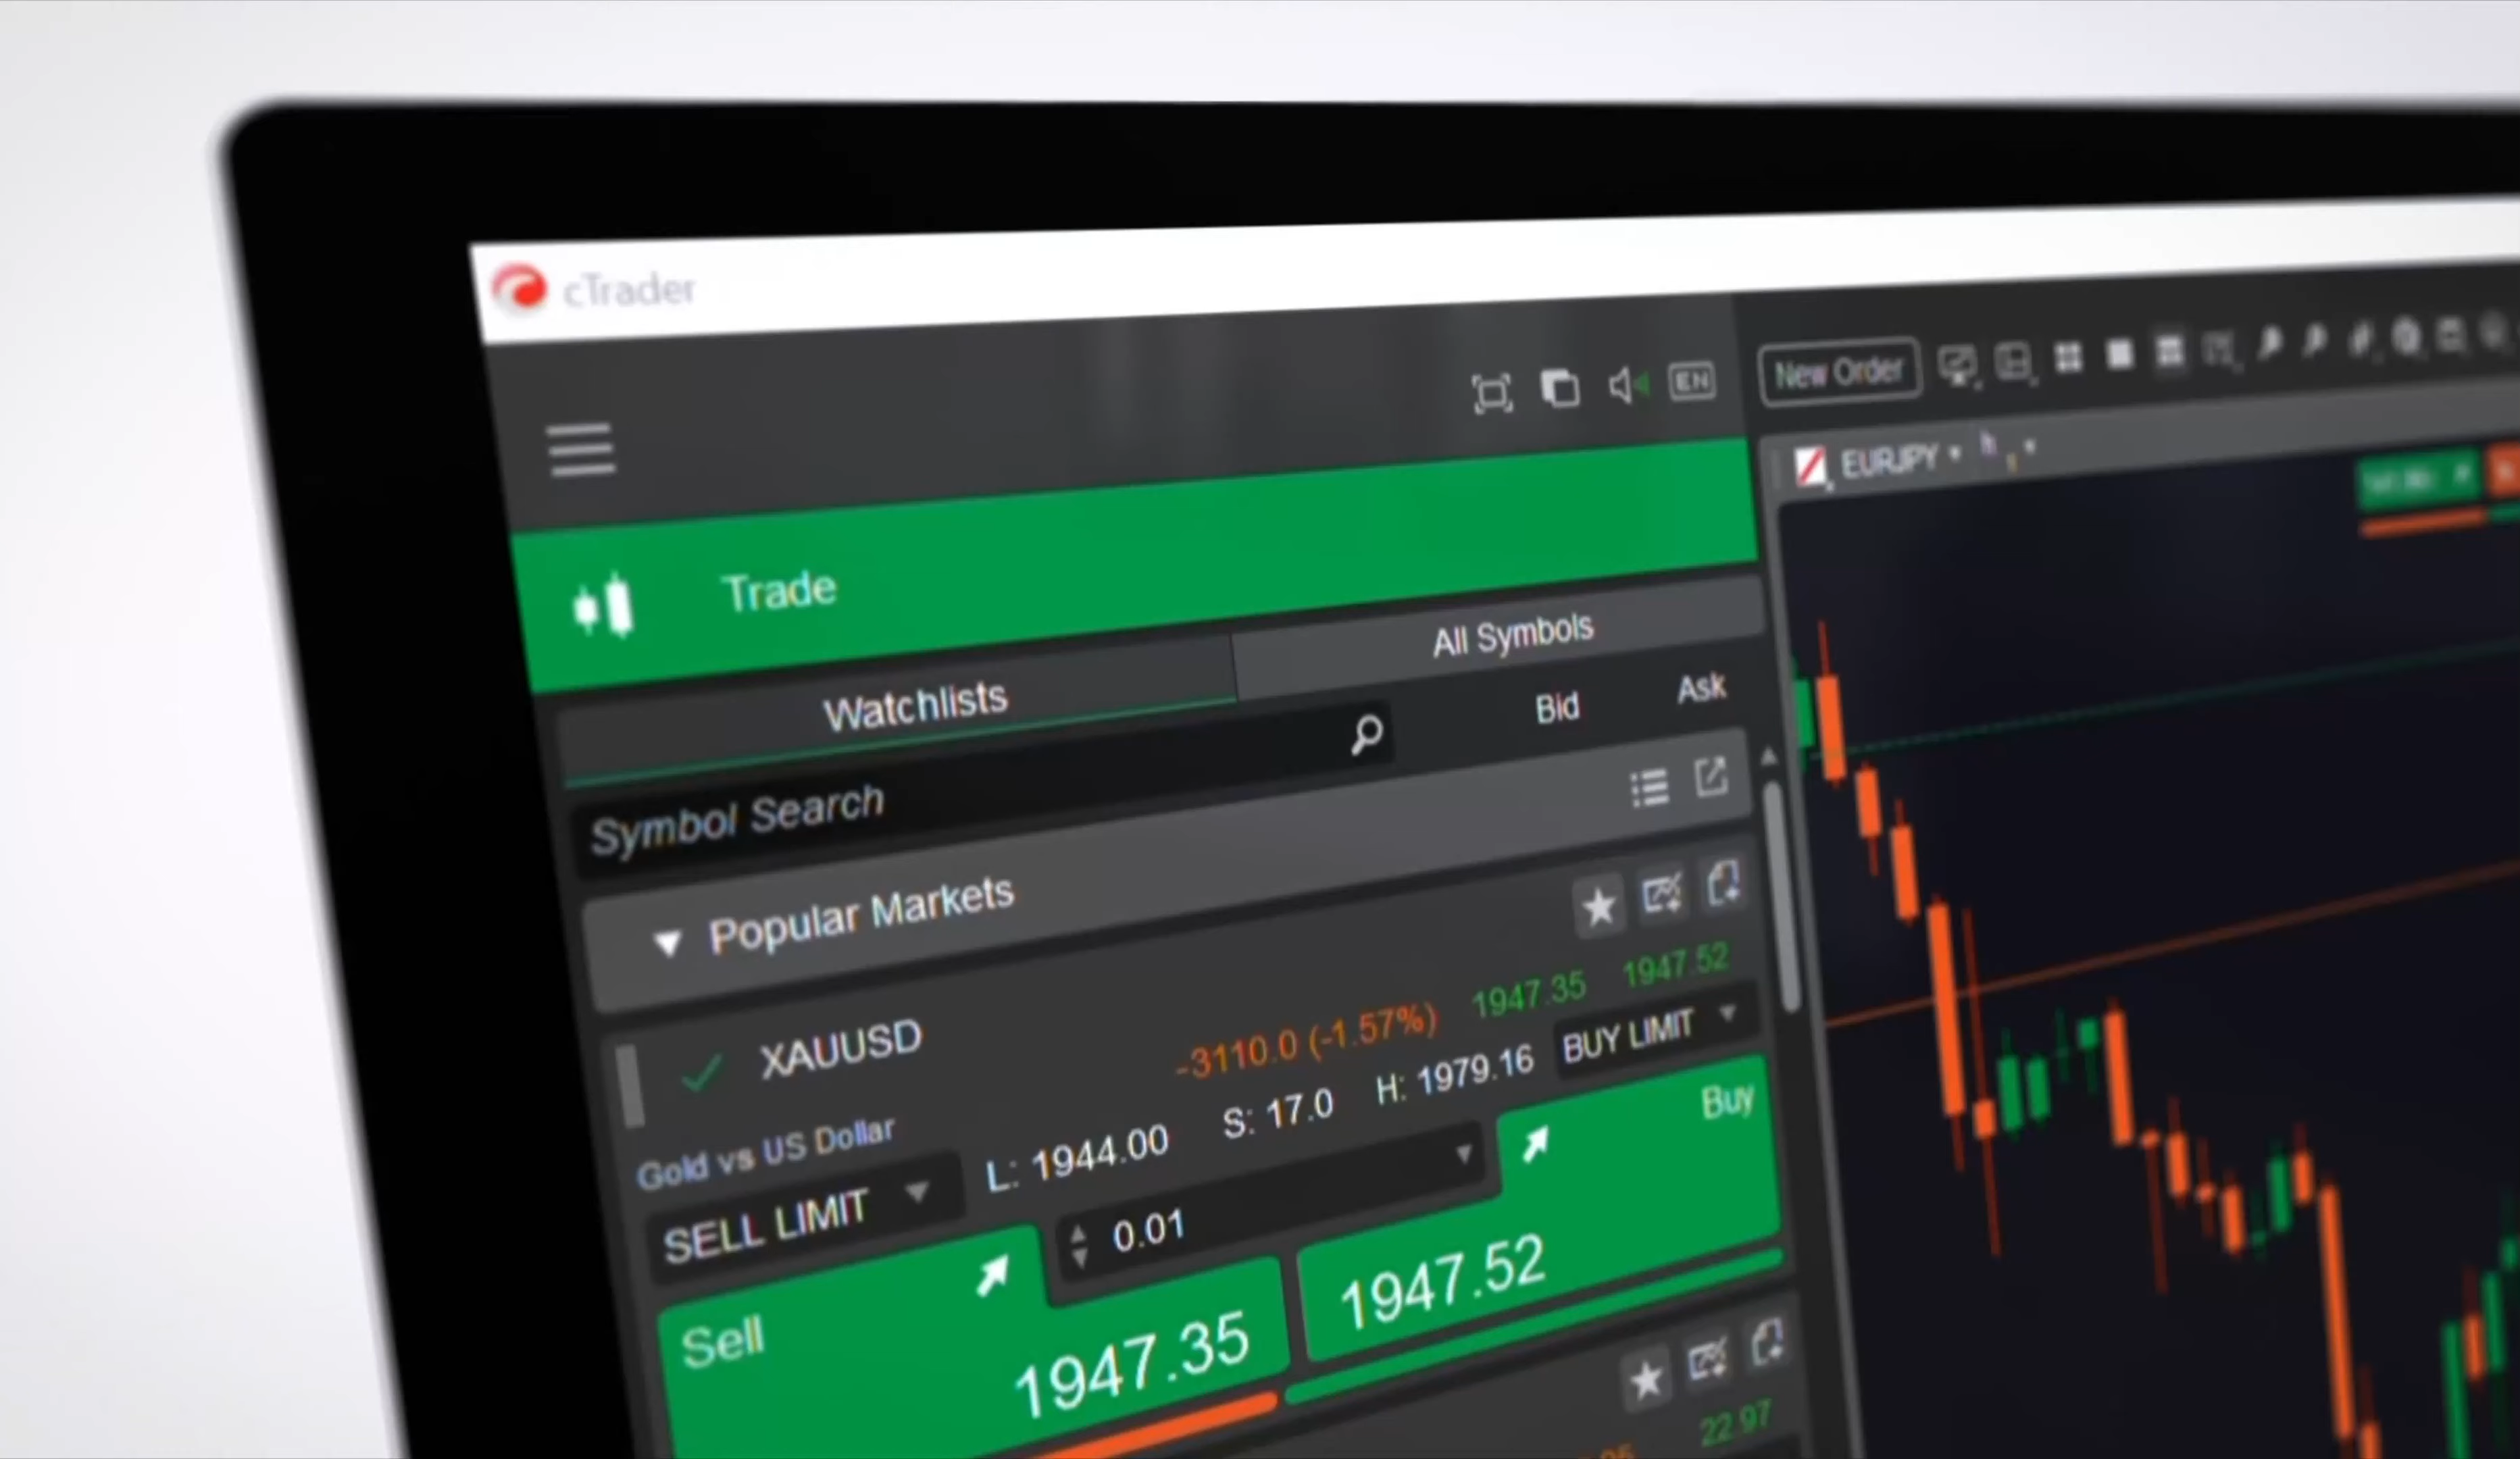 cTrader
EN
New Order
EURJPY
Trade
Watchlists
All Symbols
Symbol Search
Bid
Ask
Popular Markets
XAUUSD
-3110.0 (-1.57%)
1947.35
1947.52
Gold vs US Dollar
L: 1944.00
S: 17.0
H: 1979.16
BUY LIMIT
SELL LIMIT
0.01
Buy
1947.52
Sell
1947.35
22.97